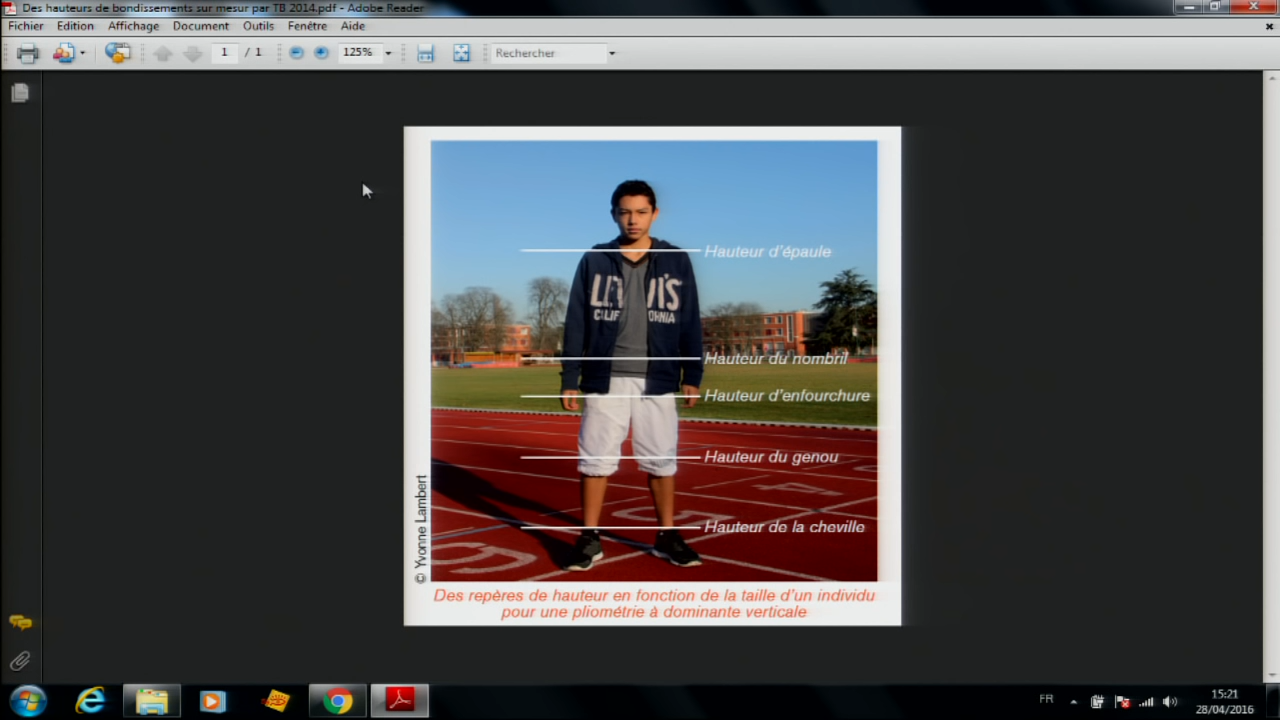 Des hauteurs de bondissements sur mesur par TB 2014.pdf - Adobe Reader
Fichier Edition Affichage Document Outils Fenêtre Aide
1 / 1 125% Rechercher
Hauteur d'épaule
LEVI'S
CALIFORNIA
Hauteur du nombril
Hauteur d'enfourchure
Hauteur du genou
Hauteur de la cheville
© Yvonne Lambert
5
Des repères de hauteur en fonction de la taille d'un individu
pour une pliométrie à dominante verticale
FR
15:21
28/04/2016